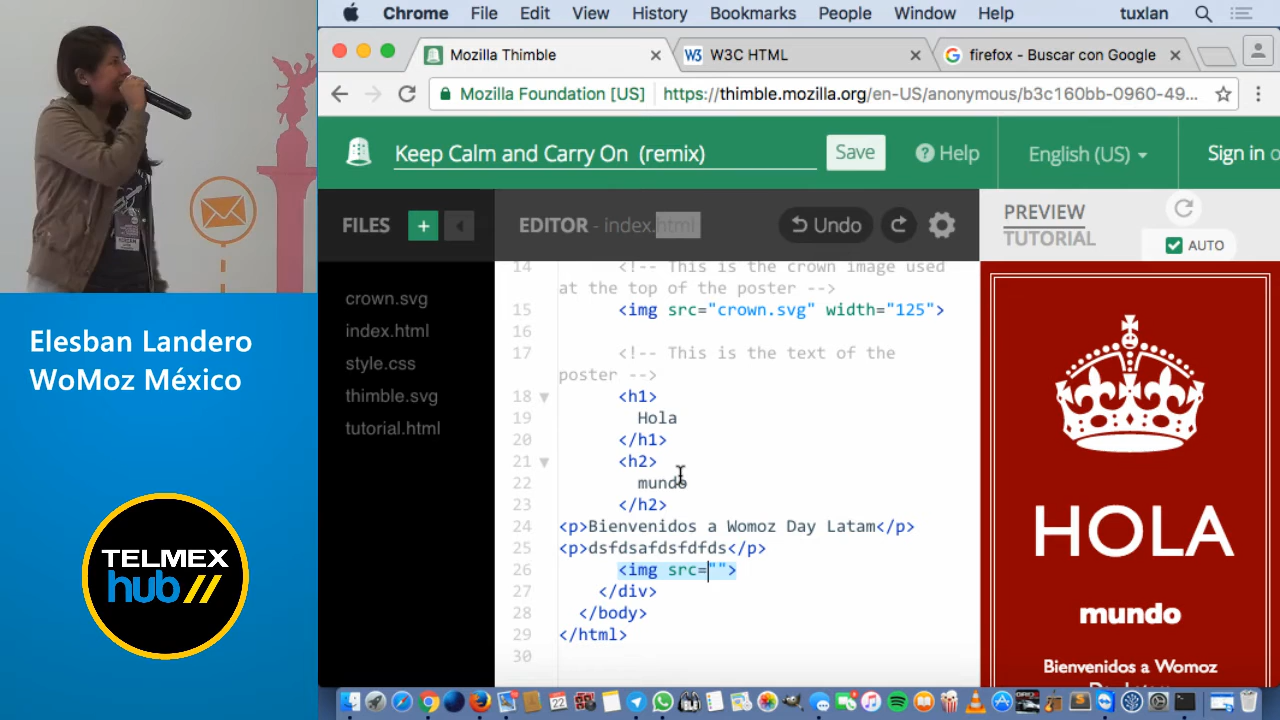 Chrome File Edit View History Bookmarks People Window Help tuxlan
Mozilla Thimble
W3C HTML
firefox - Buscar con Google
Mozilla Foundation [US] https://thimble.mozilla.org/en-US/anonymous/b3c160bb-0960-49...
Keep Calm and Carry On (remix)
Save
Help
English (US)
Sign in o
FILES
EDITOR - index.html
Undo
PREVIEW
TUTORIAL
AUTO
crown.svg
index.html
style.css
thimble.svg
tutorial.html
14 <!-- This is the crown image used
at the top of the poster -->
15 <img src="crown.svg" width="125">
16
17 <!-- This is the text of the
poster -->
18 <h1>
19 Hola
20 </h1>
21 <h2>
22 mundo
23 </h2>
24 <p>Bienvenidos a Womoz Day Latam</p>
25 <p>dsfdsafdsfdfds</p>
26 <img src="">
27 </div>
28 </body>
29 </html>
30
HOLA
mundo
Bienvenidos a Womoz
Elesban Landero
WoMoz México
TELMEX
hub